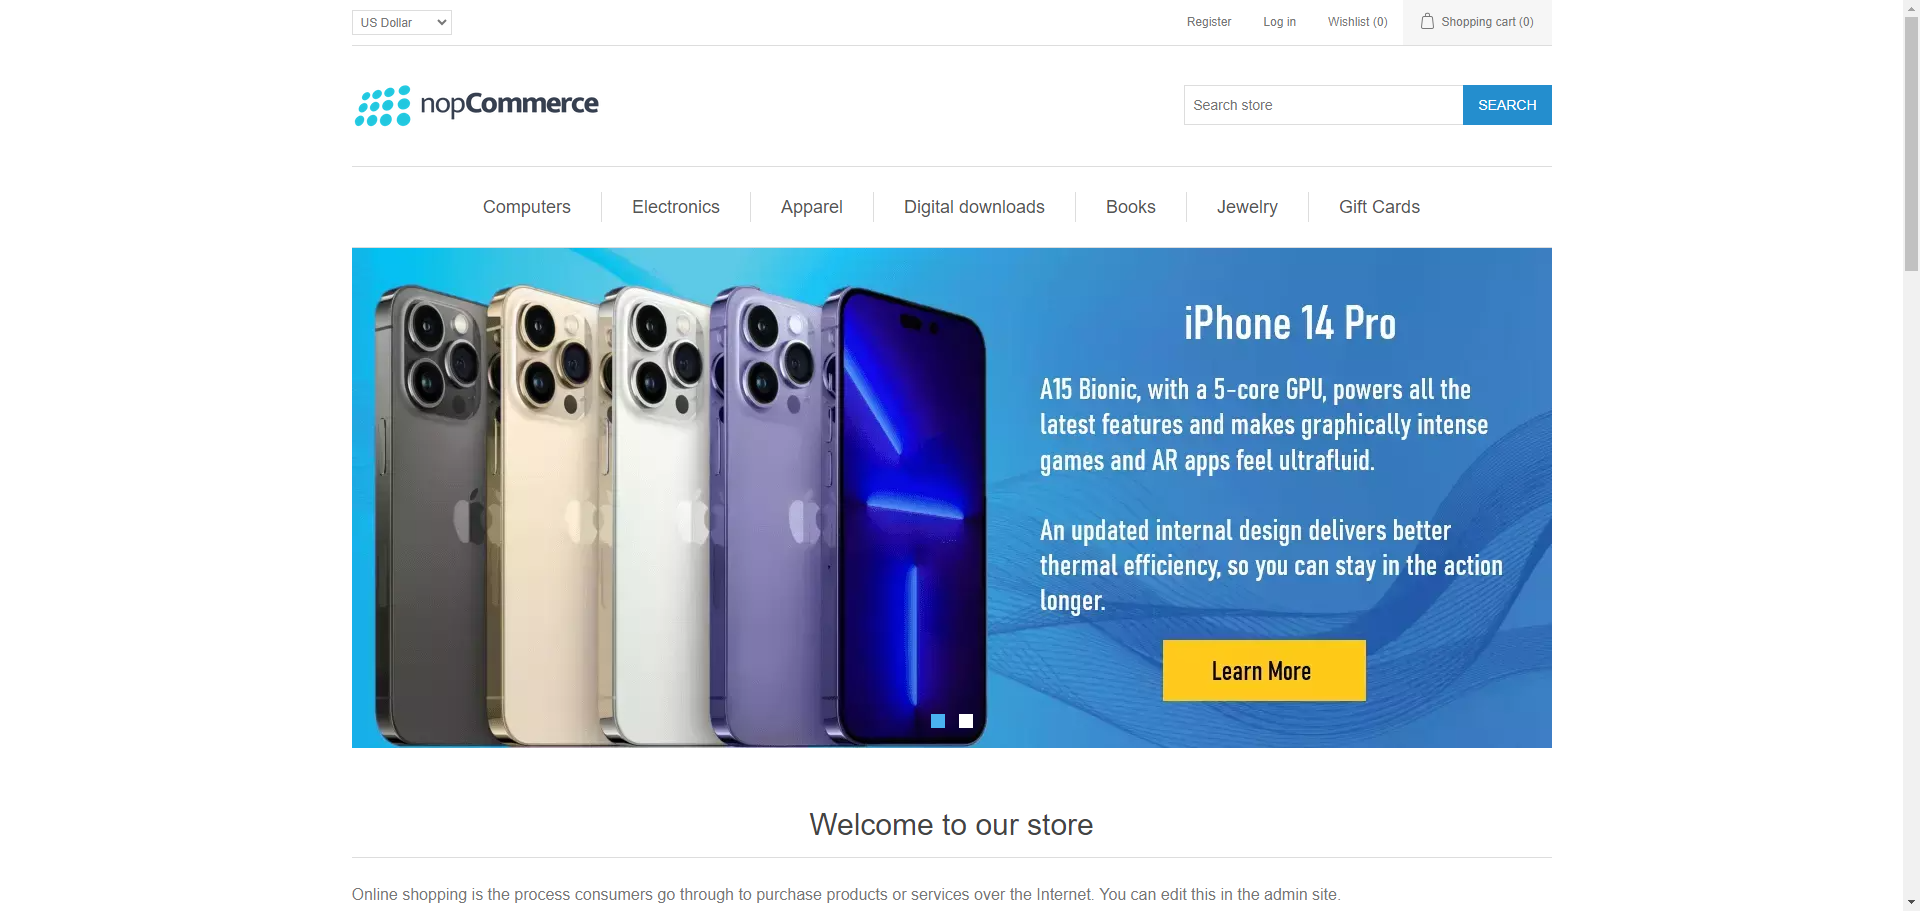 US Dollar
Register
Log in
Wishlist (0)
Shopping cart (0)
nopCommerce
Search store
SEARCH
Computers
Electronics
Apparel
Digital downloads
Books
Jewelry
Gift Cards
iPhone 14 Pro
A15 Bionic, with a 5-core GPU, powers all the
latest features and makes graphically intense
games and AR apps feel ultrafluid.
An updated internal design delivers better
thermal efficiency, so you can stay in the action
longer.
Learn More
Welcome to our store
Online shopping is the process consumers go through to purchase products or services over the Internet. You can edit this in the admin site.